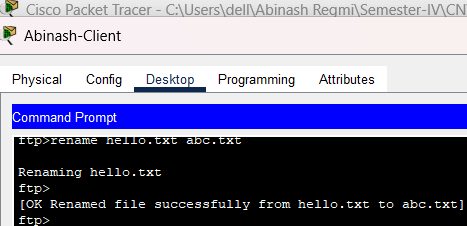 Cisco Packet Tracer - C:\Users\dell\Abinash Regmi\Semester-IV\CN
Abinash-Client
Physical Config Desktop Programming Attributes
Command Prompt
ftp>rename hello.txt abc.txt
Renaming hello.txt
ftp>
[OK Renamed file successfully from hello.txt to abc.txt]
ftp>